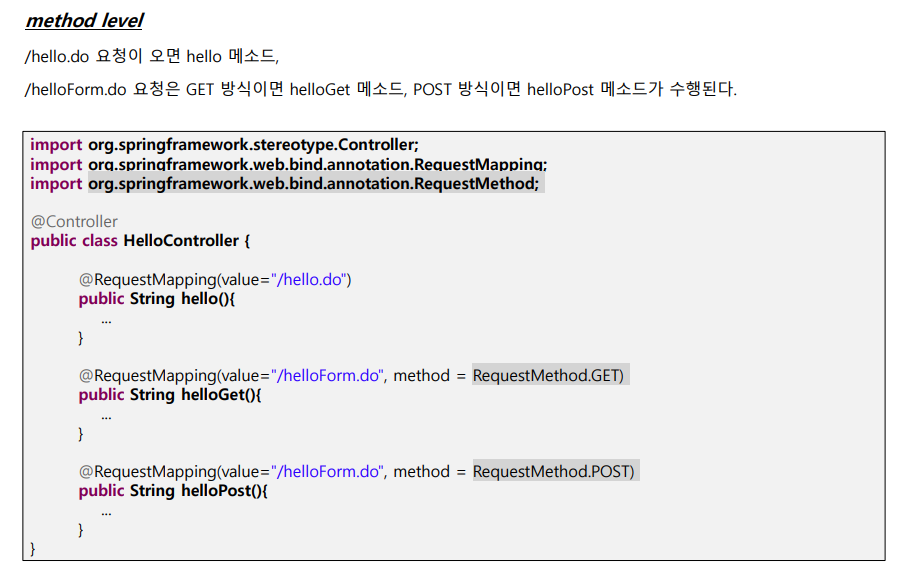 method level
/hello.do 요청이 오면 hello 메소드,
/helloForm.do 요청은 GET 방식이면 helloGet 메소드, POST 방식이면 helloPost 메소드가 수행된다.
import org.springframework.stereotype.Controller;
import org.springframework.web.bind.annotation.RequestMapping;
import org.springframework.web.bind.annotation.RequestMethod;
@Controller
public class HelloController {
@RequestMapping(value="/hello.do")
public String hello(){
...
}
@RequestMapping(value="/helloForm.do", method = RequestMethod.GET)
public String helloGet(){
...
}
@RequestMapping(value="/helloForm.do", method = RequestMethod.POST)
public String helloPost(){
...
}
}